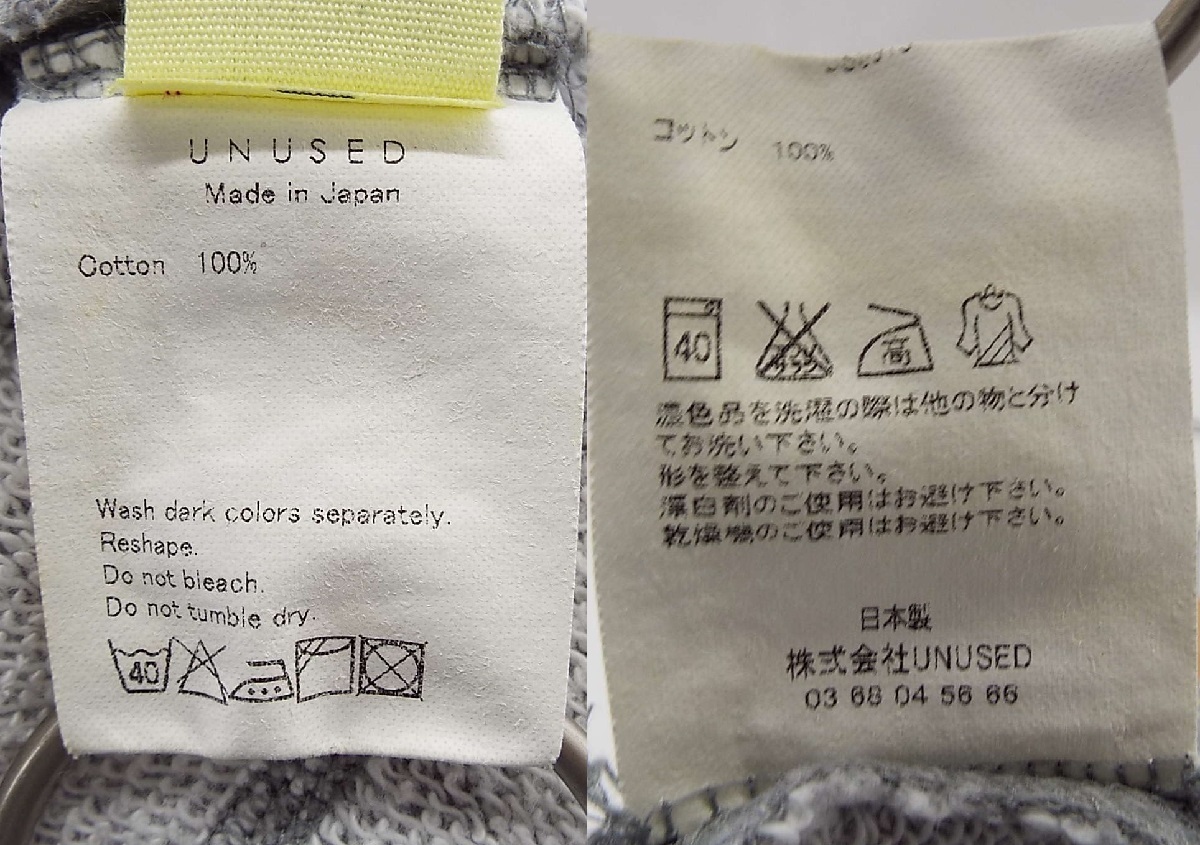 UNUSED
Made in Japan
Cotton 100%
Wash dark colors separately.
Reshape.
Do not bleach.
Do not tumble dry.
40
コットン 100%
40 高
濃色品を洗濯の際は他の物と分け
てお洗い下さい。
形を整えて下さい。
漂白剤のご使用はお避け下さい。
乾燥機のご使用はお避け下さい。
日本製
株式会社UNUSED
03 68 04 56 66